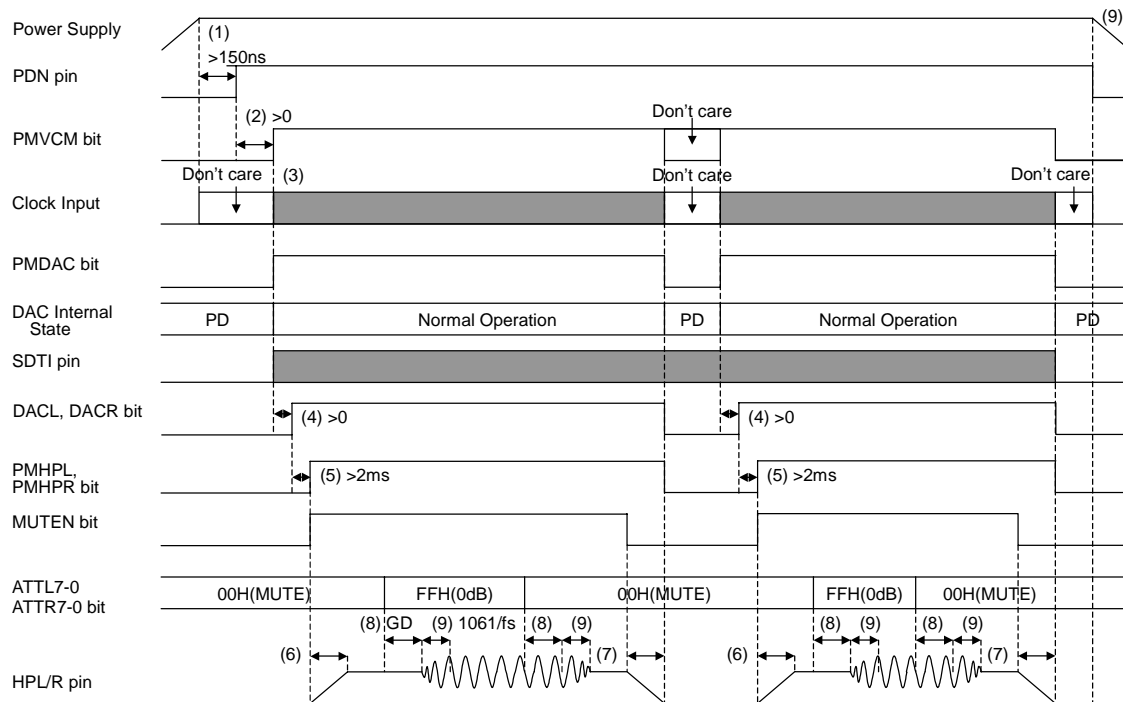 Power Supply
(1)
(9)
>150ns
PDN pin
(2) >0
Don't care
PMVCM bit
Don't care
(3)
Don't care
Don't care
Clock Input
PMDAC bit
DAC Internal
State
PD
Normal Operation
PD
Normal Operation
PD
SDTI pin
DACL, DACR bit
(4) >0
(4) >0
PMHPL,
PMHPR bit
(5) >2ms
(5) >2ms
MUTEN bit
ATTL7-0
ATTR7-0 bit
00H(MUTE)
FFH(0dB)
00H(MUTE)
FFH(0dB)
00H(MUTE)
(8) GD
(9) 1061/fs
(8)
(9)
(8)
(9)
(8)
(9)
(6)
(7)
(6)
(7)
HPL/R pin